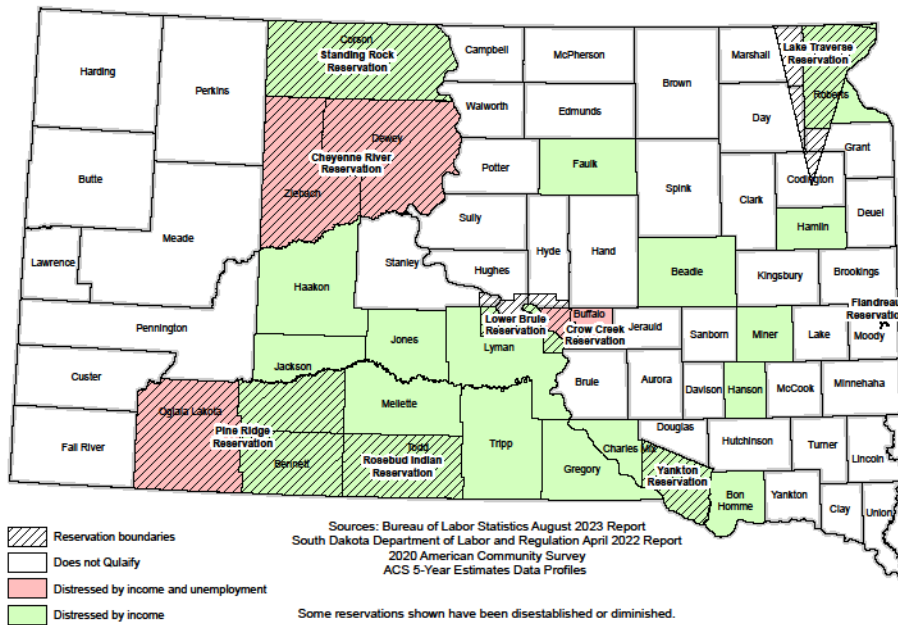 Corson
Standing Rock
Reservation
Campbell
McPherson
Marshall
Lake Traverse
Reservation
Harding
Perkins
Brown
Roberts
Walworth
Edmunds
Day
Dewey
Grant
Cheyenne River
Reservation
Potter
Faulk
Codington
Butte
Ziebach
Spink
Clark
Deuel
Meade
Sully
Hyde
Hand
Hamlin
Lawrence
Stanley
Hughes
Haakon
Beadle
Kingsbury
Brookings
Flandreau
Reservation
Pennington
Lower Brule
Reservation
Buffalo
Crow Creek
Reservation
Jerauld
Sanborn
Miner
Lake
Moody
Jones
Lyman
Custer
Jackson
Brule
Aurora
Davison
Hanson
McCook
Minnehaha
Oglala Lakota
Mellette
Fall River
Pine Ridge
Reservation
Todd
Rosebud Indian
Reservation
Bennett
Tripp
Gregory
Charles Mix
Douglas
Hutchinson
Turner
Lincoln
Yankton
Reservation
Bon
Homme
Yankton
Clay
Union
Sources: Bureau of Labor Statistics August 2023 Report
South Dakota Department of Labor and Regulation April 2022 Report
2020 American Community Survey
ACS 5-Year Estimates Data Profiles
Reservation boundaries
Does not Qulaify
Distressed by income and unemployment
Distressed by income
Some reservations shown have been disestablished or diminished.